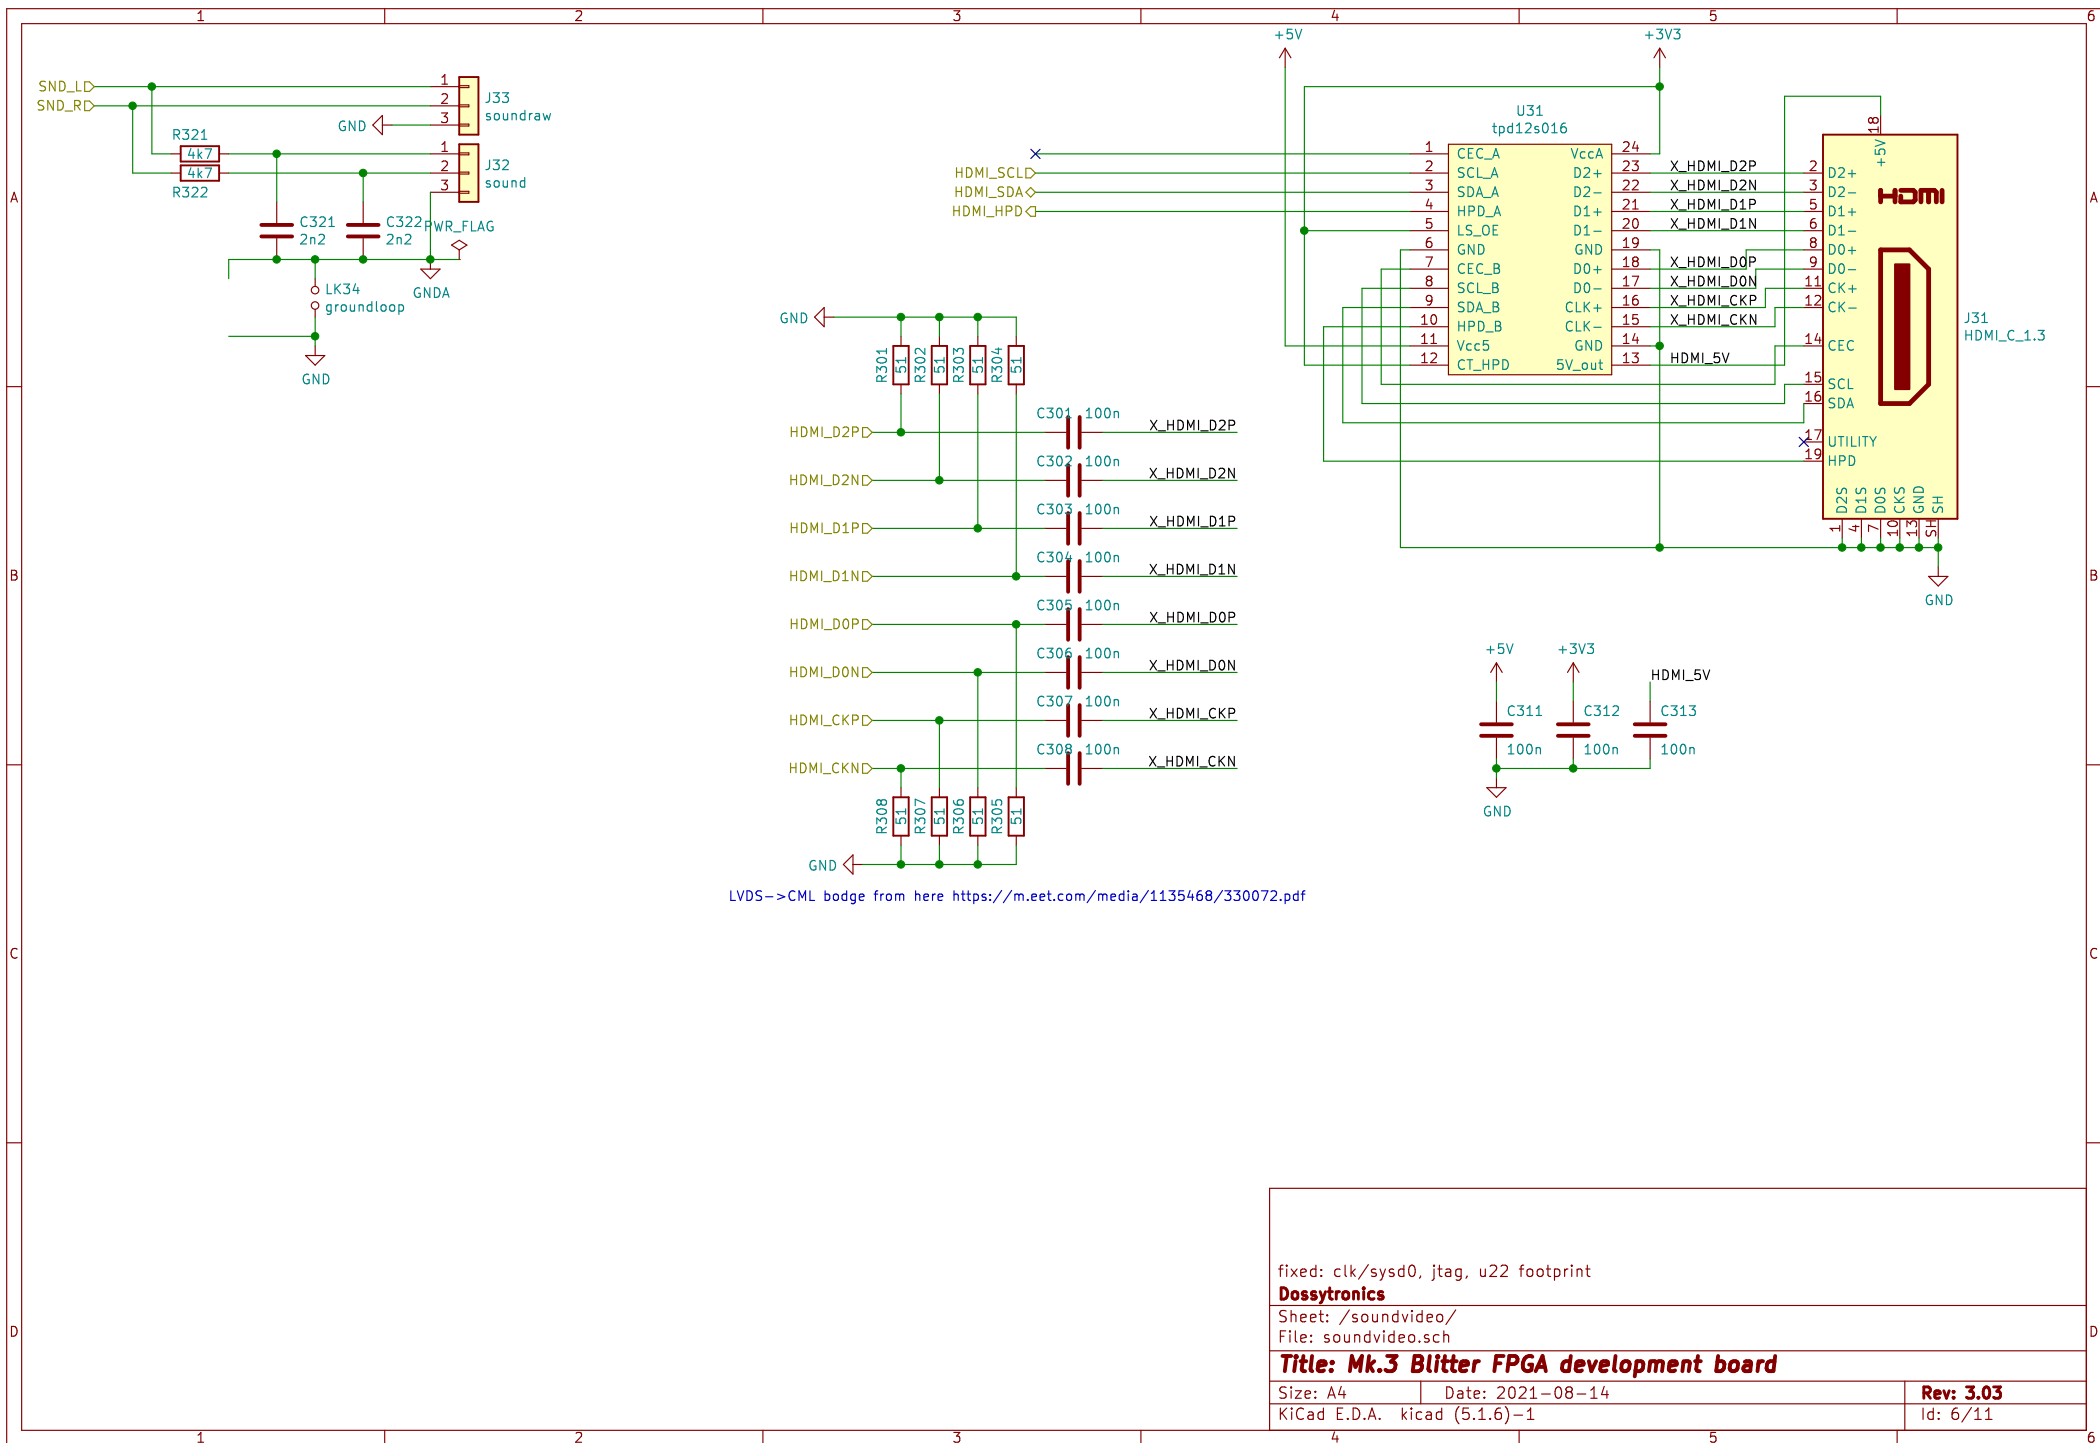 1 2 3 4 5 6
A A
B B
C C
D D
1 2 3 4 5 6
SND_L
SND_R
1
2
3
J33
soundraw
GND
R321
4k7
4k7
R322
1
2
3
J32
sound
C321
2n2
C322
2n2
PWR_FLAG
GNDA
LK34
groundloop
GND
GND
R301 51
R302 51
R303 51
R304 51
HDMI_D2P C301 100n X_HDMI_D2P
HDMI_D2N C302 100n X_HDMI_D2N
HDMI_D1P C303 100n X_HDMI_D1P
HDMI_D1N C304 100n X_HDMI_D1N
HDMI_D0P C305 100n X_HDMI_D0P
HDMI_D0N C306 100n X_HDMI_D0N
HDMI_CKP C307 100n X_HDMI_CKP
HDMI_CKN C308 100n X_HDMI_CKN
R308 51
R307 51
R306 51
R305 51
GND
LVDS->CML bodge from here https://m.eet.com/media/1135468/330072.pdf
+5V
+3V3
HDMI_SCL
HDMI_SDA
HDMI_HPD
U31
tpd12s016
1 CEC_A VccA 24
2 SCL_A D2+ 23
3 SDA_A D2- 22
4 HPD_A D1+ 21
5 LS_OE D1- 20
6 GND GND 19
7 CEC_B D0+ 18
8 SCL_B D0- 17
9 SDA_B CLK+ 16
10 HPD_B CLK- 15
11 Vcc5 GND 14
12 CT_HPD 5V_out 13
X_HDMI_D2P
X_HDMI_D2N
X_HDMI_D1P
X_HDMI_D1N
X_HDMI_D0P
X_HDMI_D0N
X_HDMI_CKP
X_HDMI_CKN
HDMI_5V
18 +5V
HDMI
2 D2+
3 D2-
5 D1+
6 D1-
8 D0+
9 D0-
11 CK+
12 CK-
14 CEC
15 SCL
16 SDA
17 UTILITY
19 HPD
J31
HDMI_C_1.3
D2S D1S D0S CKS GND SH
1 4 7 10 13 SH
GND
+5V
+3V3
HDMI_5V
C311
100n
C312
100n
C313
100n
GND
fixed: clk/sysd0, jtag, u22 footprint
Dossytronics
Sheet: /soundvideo/
File: soundvideo.sch
Title: Mk.3 Blitter FPGA development board
Size: A4 Date: 2021-08-14 Rev: 3.03
KiCad E.D.A. kicad (5.1.6)-1 Id: 6/11